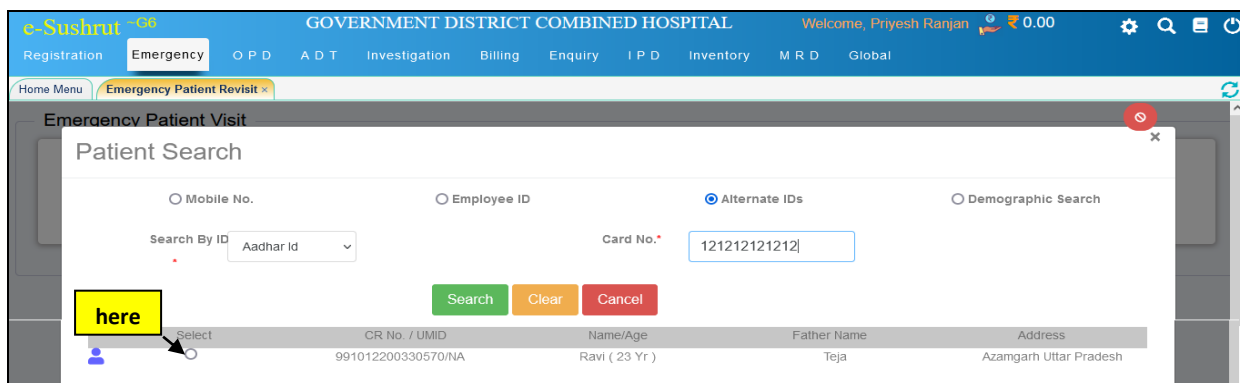 e-Sushrut ~G6 GOVERNMENT DISTRICT COMBINED HOSPITAL Welcome, Priyesh Ranjan ₹ 0.00
Registration Emergency O P D A D T Investigation Billing Enquiry I P D Inventory M R D Global
Home Menu Emergency Patient Revisit ×
Emergency Patient Visit
Patient Search ×
Mobile No. Employee ID Alternate IDs Demographic Search
Search By ID* Aadhar Id Card No.* 121212121212
Search Clear Cancel
here
Select CR No. / UMID Name/Age Father Name Address
991012200330570/NA Ravi ( 23 Yr ) Teja Azamgarh Uttar Pradesh